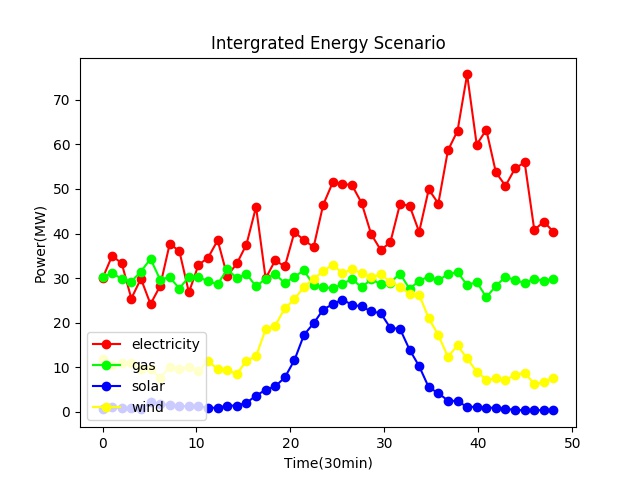 Intergrated Energy Scenario
Power(MW)
70
60
50
40
30
20
10
0
electricity
gas
solar
wind
0 10 20 30 40 50
Time(30min)